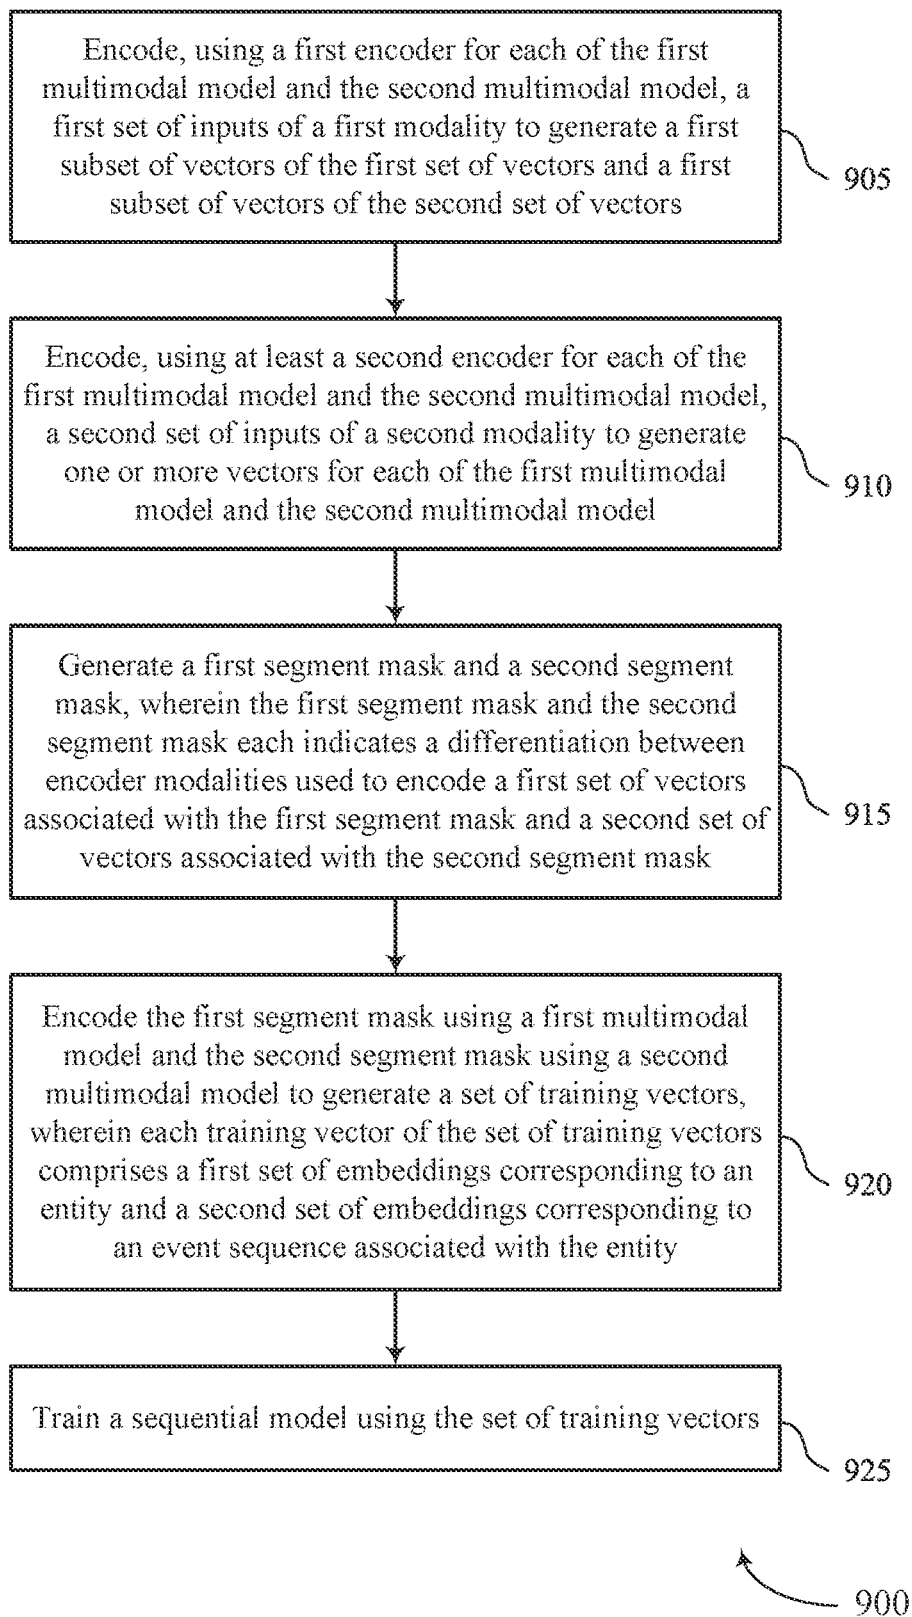 Encode, using a first encoder for each of the first
multimodal model and the second multimodal model, a
first set of inputs of a first modality to generate a first
subset of vectors of the first set of vectors and a first
subset of vectors of the second set of vectors
905
Encode, using at least a second encoder for each of the
first multimodal model and the second multimodal model,
a second set of inputs of a second modality to generate
one or more vectors for each of the first multimodal
model and the second multimodal model
910
Generate a first segment mask and a second segment
mask, wherein the first segment mask and the second
segment mask each indicates a differentiation between
encoder modalities used to encode a first set of vectors
associated with the first segment mask and a second set of
vectors associated with the second segment mask
915
Encode the first segment mask using a first multimodal
model and the second segment mask using a second
multimodal model to generate a set of training vectors,
wherein each training vector of the set of training vectors
comprises a first set of embeddings corresponding to an
entity and a second set of embeddings corresponding to
an event sequence associated with the entity
920
Train a sequential model using the set of training vectors
925
900